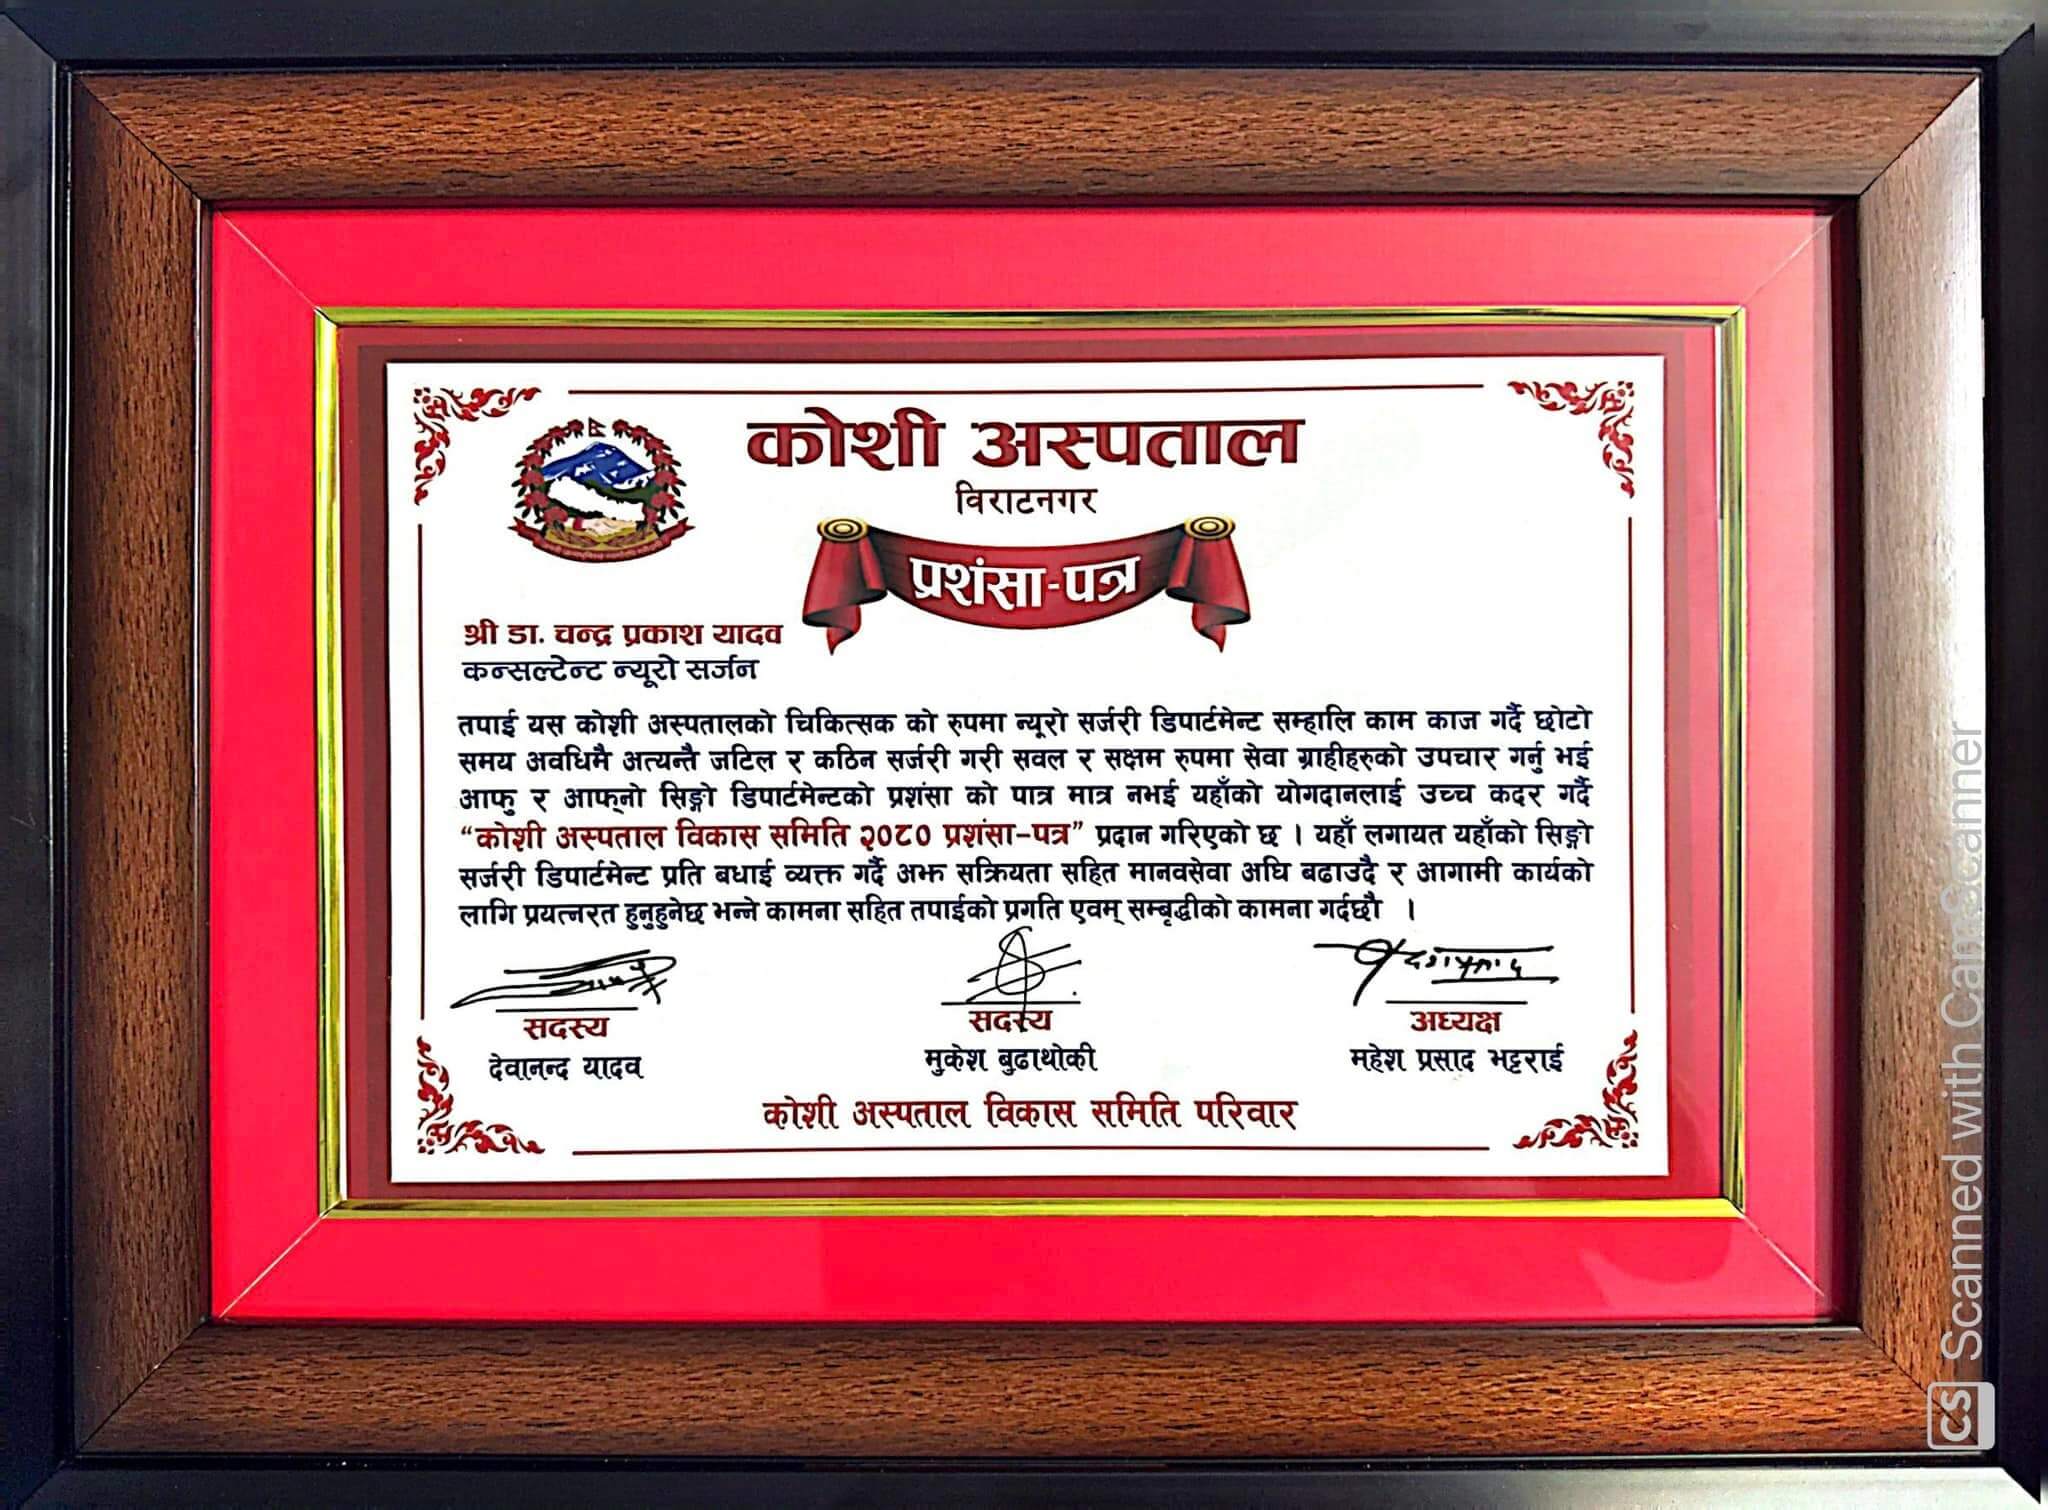 कोशी अस्पताल
विराटनगर
प्रशंसा-पत्र
श्री डा. चन्द्र प्रकाश यादव
कन्सल्टेन्ट न्यूरो सर्जन
तपाई यस कोशी अस्पतालको चिकित्सक को रुपमा न्यूरो सर्जरी डिपार्टमेन्ट सम्हालि काम काज गर्दै छोटो
समय अवधिमै अत्यन्तै जटिल र कठिन सर्जरी गरी सवल र सक्षम रुपमा सेवा ग्राहीहरुको उपचार गर्नु भई
आफु र आफ्नो सिङ्गो डिपार्टमेन्टको प्रशंसा को पात्र मात्र नभई यहाँको योगदानलाई उच्च कदर गर्दै
“कोशी अस्पताल विकास समिति २०८० प्रशंसा-पत्र” प्रदान गरिएको छ । यहाँ लगायत यहाँको सिङ्गो
सर्जरी डिपार्टमेन्ट प्रति बधाई व्यक्त गर्दै अझ सक्रियता सहित मानवसेवा अघि बढाउदै र आगामी कार्यको
लागि प्रयत्नरत हुनुहुनेछ भन्ने कामना सहित तपाईको प्रगति एवम् सम्बृद्धीको कामना गर्दछौ ।
सदस्य सदस्य अध्यक्ष
देवानन्द यादव मुकेश बुढाथोकी महेश प्रसाद भट्टराई
कोशी अस्पताल विकास समिति परिवार
CS Scanned with CamScanner